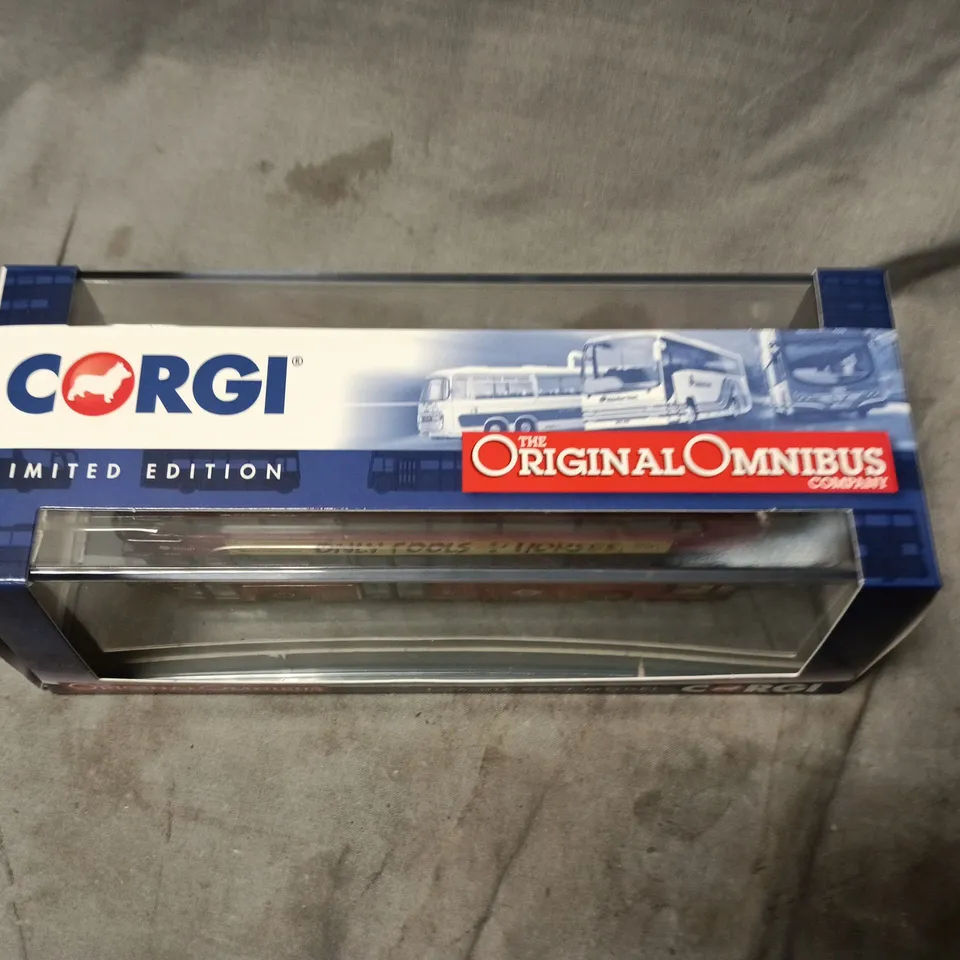 CORGI®
IMITED EDITION
THE
ORIGINAL OMNIBUS
COMPANY
ONLY FOOLS
CORGI